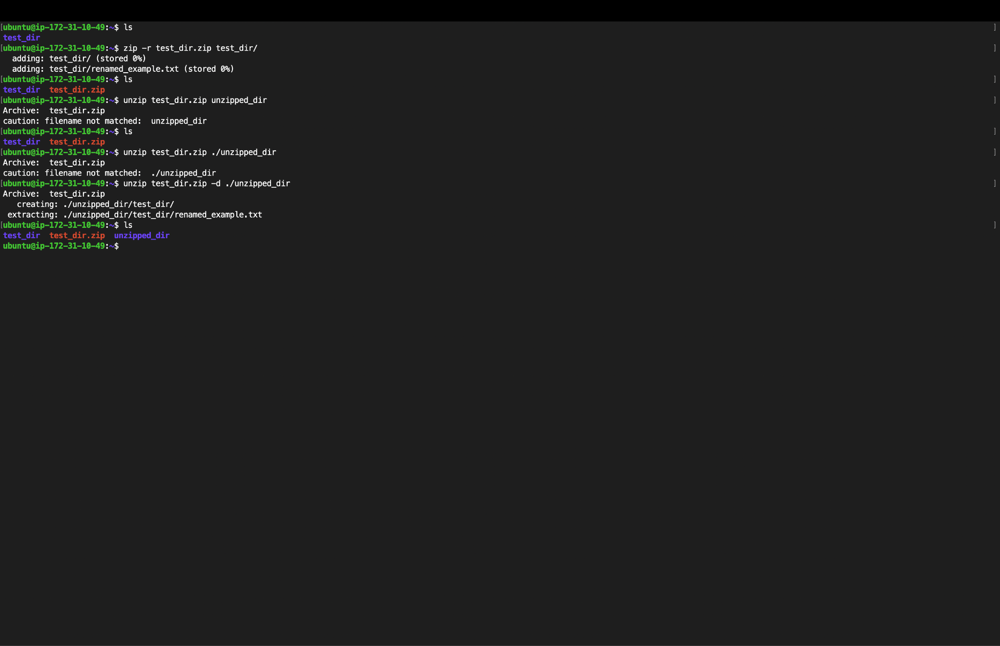 [ubuntu@ip-172-31-10-49:~$ ls ]
test_dir
[ubuntu@ip-172-31-10-49:~$ zip -r test_dir.zip test_dir/ ]
  adding: test_dir/ (stored 0%)
  adding: test_dir/renamed_example.txt (stored 0%)
[ubuntu@ip-172-31-10-49:~$ ls ]
test_dir  test_dir.zip
[ubuntu@ip-172-31-10-49:~$ unzip test_dir.zip unzipped_dir ]
Archive:  test_dir.zip
caution: filename not matched:  unzipped_dir
[ubuntu@ip-172-31-10-49:~$ ls ]
test_dir  test_dir.zip
[ubuntu@ip-172-31-10-49:~$ unzip test_dir.zip ./unzipped_dir ]
Archive:  test_dir.zip
caution: filename not matched:  ./unzipped_dir
[ubuntu@ip-172-31-10-49:~$ unzip test_dir.zip -d ./unzipped_dir ]
Archive:  test_dir.zip
   creating: ./unzipped_dir/test_dir/
 extracting: ./unzipped_dir/test_dir/renamed_example.txt
[ubuntu@ip-172-31-10-49:~$ ls ]
test_dir  test_dir.zip  unzipped_dir
ubuntu@ip-172-31-10-49:~$